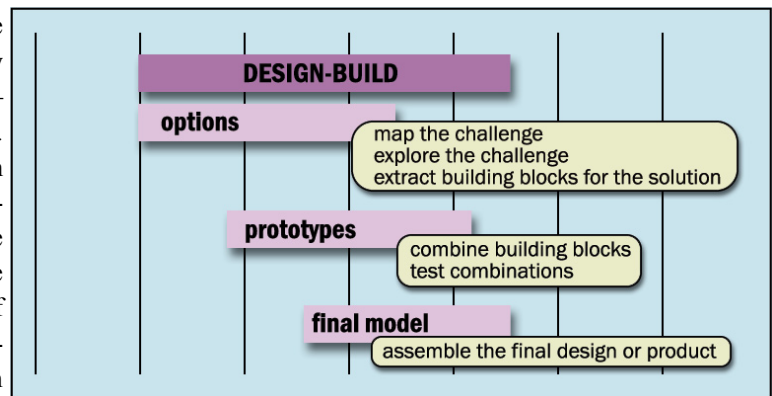 DESIGN-BUILD
options
map the challenge
explore the challenge
extract building blocks for the solution
prototypes
combine building blocks
test combinations
final model
assemble the final design or product